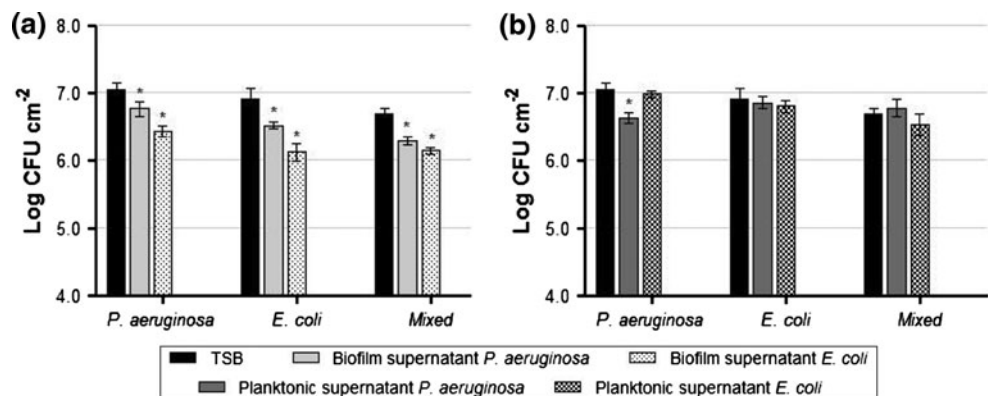 (a)
8.0
7.0
6.0
5.0
4.0
Log CFU cm-2
* * * * * *
P. aeruginosa E. coli Mixed
(b)
8.0
7.0
6.0
5.0
4.0
Log CFU cm-2
*
P. aeruginosa E. coli Mixed
TSB Biofilm supernatant P. aeruginosa Biofilm supernatant E. coli
Planktonic supernatant P. aeruginosa Planktonic supernatant E. coli